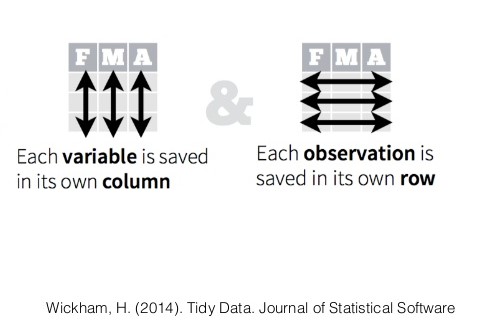 F M A
&
F M A
Each variable is saved
in its own column
Each observation is
saved in its own row
Wickham, H. (2014). Tidy Data. Journal of Statistical Software